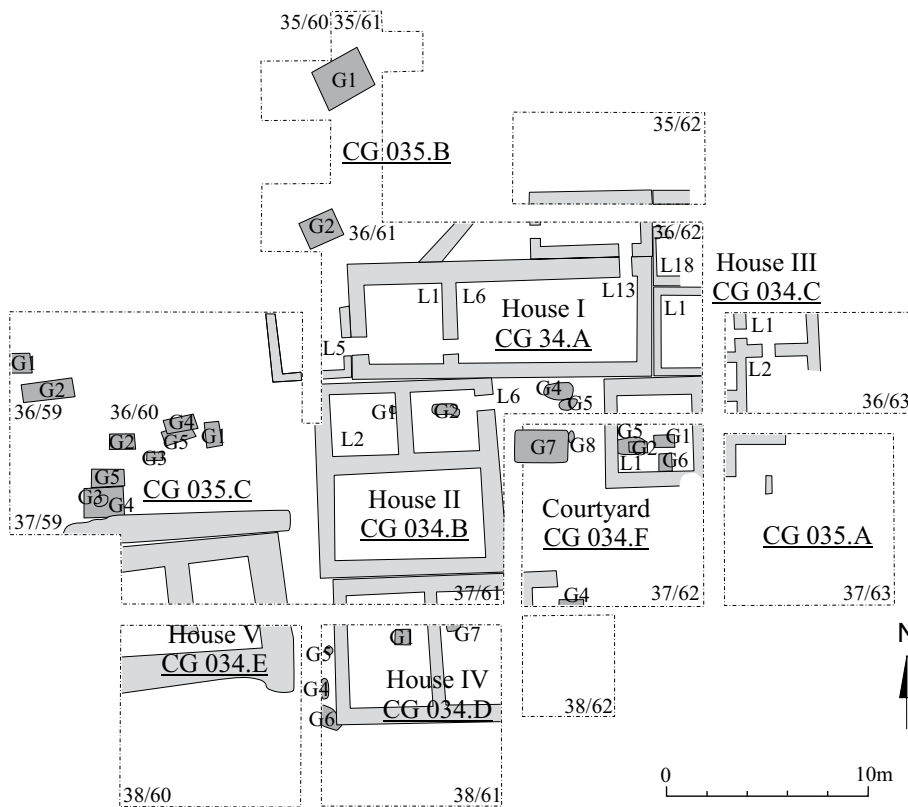 35/60 35/61
G1
CG 035.B
35/62
G2
36/61
36/62
L18
House III
CG 034.C
L1
L6
L13
House I
CG 34.A
L1
L1
L2
L5
G1
G2
36/59
36/60
G4
G5
G1
G2
G3
G5
G3
G4
CG 035.C
37/59
G1
G2
L6
L2
G4
G5
36/63
House II
CG 034.B
G7
G8
G5
G1
G2
L1
G6
Courtyard
CG 034.F
CG 035.A
37/61
G4
37/62
37/63
House V
CG 034.E
G5
G1
G7
G4
House IV
G6
CG 034.D
38/62
N
38/60
38/61
0
10m